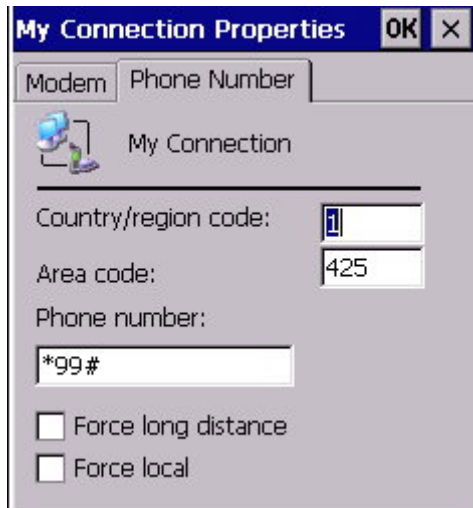 My Connection Properties OK ×
Modem Phone Number
My Connection
Country/region code: 1
Area code: 425
Phone number:
*99#
Force long distance
Force local